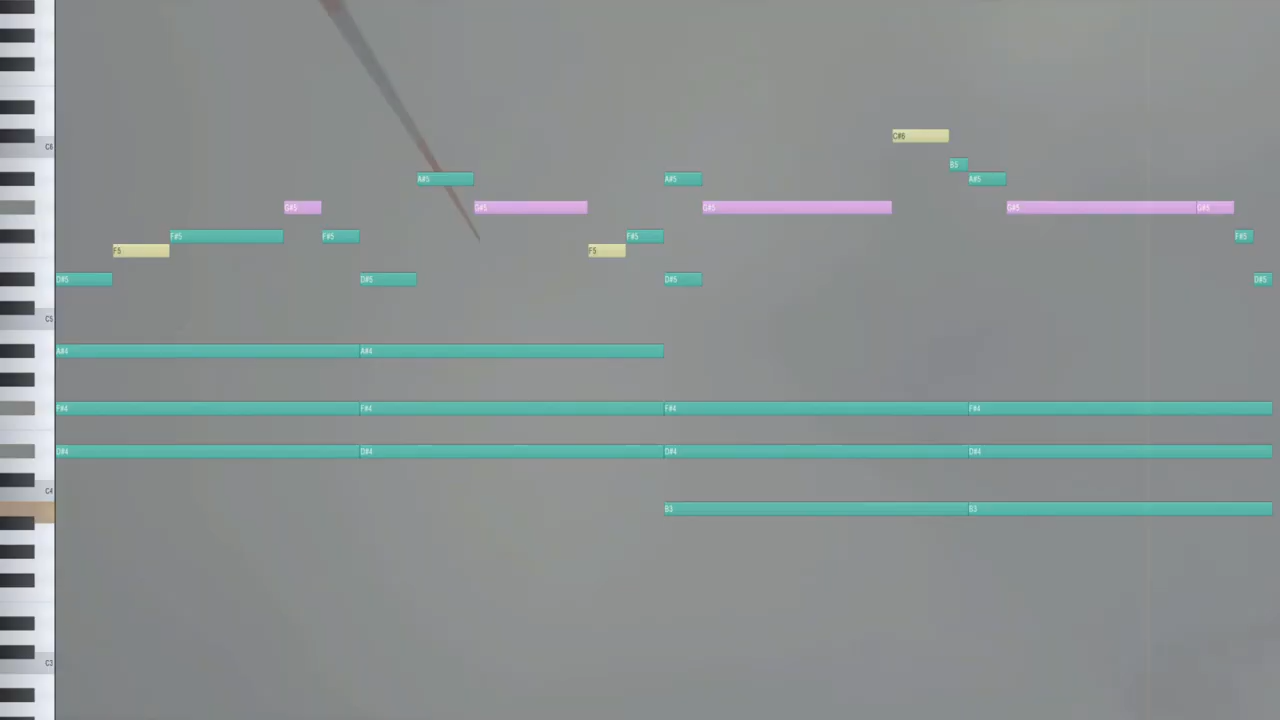 C6
C#6
B5
A#5 A#5 A#5
G#5 G#5 G#5 G#5 G#5
F#5 F#5 F#5 F#5
F5 F5
D#5 D#5 D#5 D#5
C5
A#4 A#4
F#4 F#4 F#4 F#4
D#4 D#4 D#4 D#4
C4
B3 B3
C3